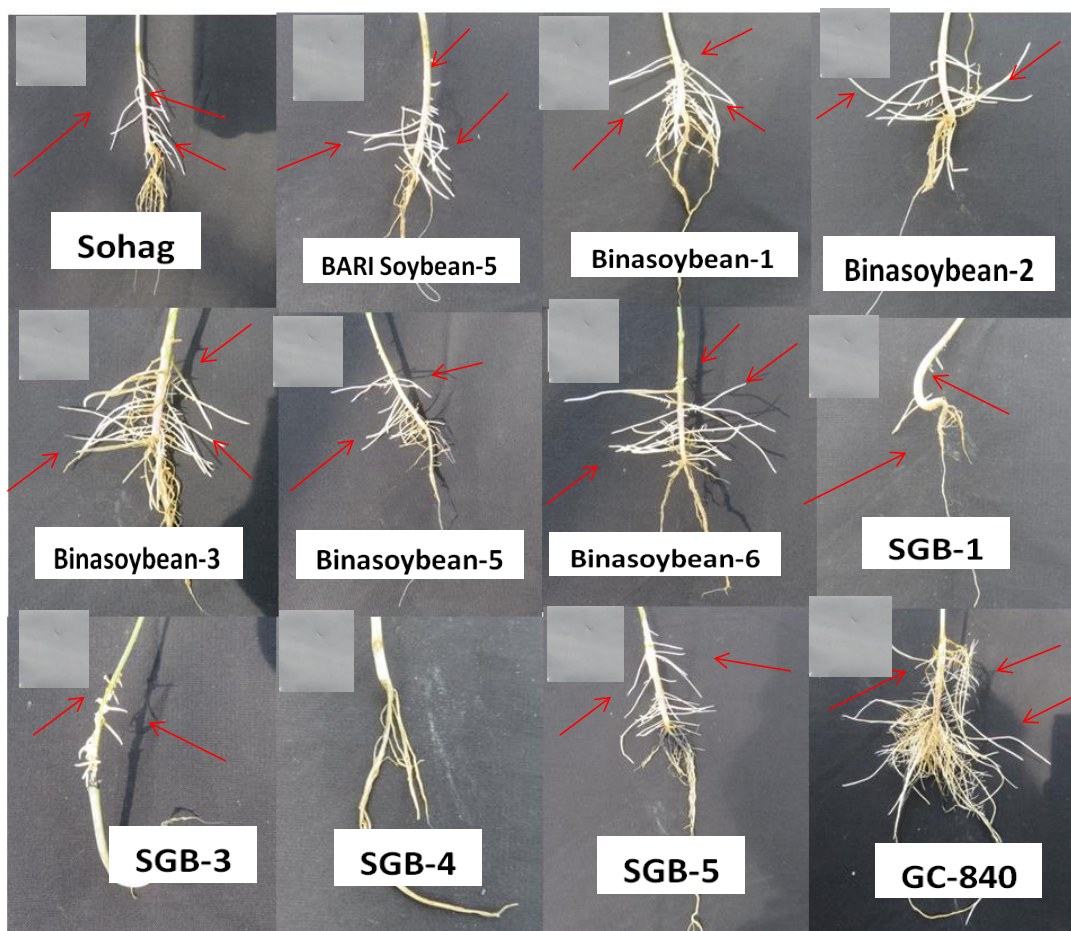 Sohag
BARI Soybean-5
Binasoybean-1
Binasoybean-2
Binasoybean-3
Binasoybean-5
Binasoybean-6
SGB-1
SGB-3
SGB-4
SGB-5
GC-840